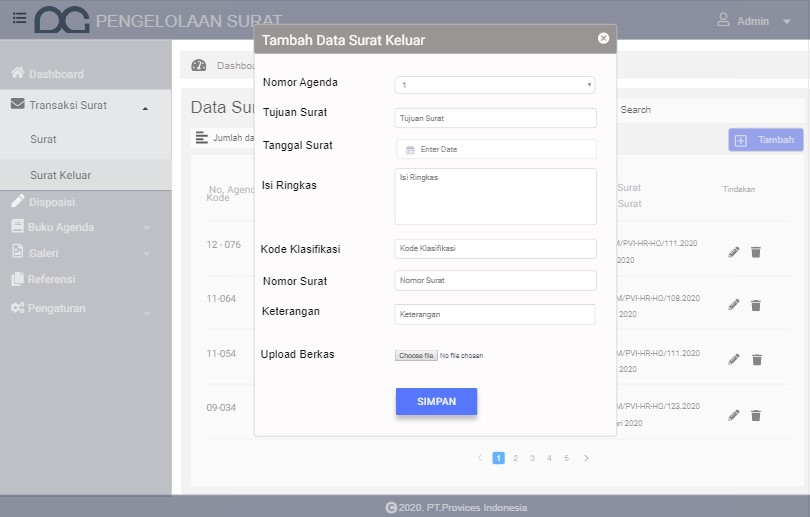 PENGELOLAAN SURAT
Admin
Tambah Data Surat Keluar
Dashboard
Transaksi Surat
Surat
Surat Keluar
Disposisi
Buku Agenda
Galeri
Referensi
Pengaturan
Data Su
Search
Jumlah da
Tambah
No, Agend
Kode
Surat
Surat
Tindakan
12 - 076
M/PVI-HR-HO/111.2020
2020
11-064
M/PVI-HR-HO/108.2020
2020
11-054
M/PVI-HR-HO/111.2020
2020
09-034
M/PVI-HR-HO/123.2020
ri 2020
Nomor Agenda
1
Tujuan Surat
Tujuan Surat
Tanggal Surat
Enter Date
Isi Ringkas
Isi Ringkas
Kode Klasifikasi
Kode Klasifikasi
Nomor Surat
Nomor Surat
Keterangan
Keterangan
Upload Berkas
Choose file No file chosen
SIMPAN
< 1 2 3 4 5 >
© 2020. PT.Provices Indonesia